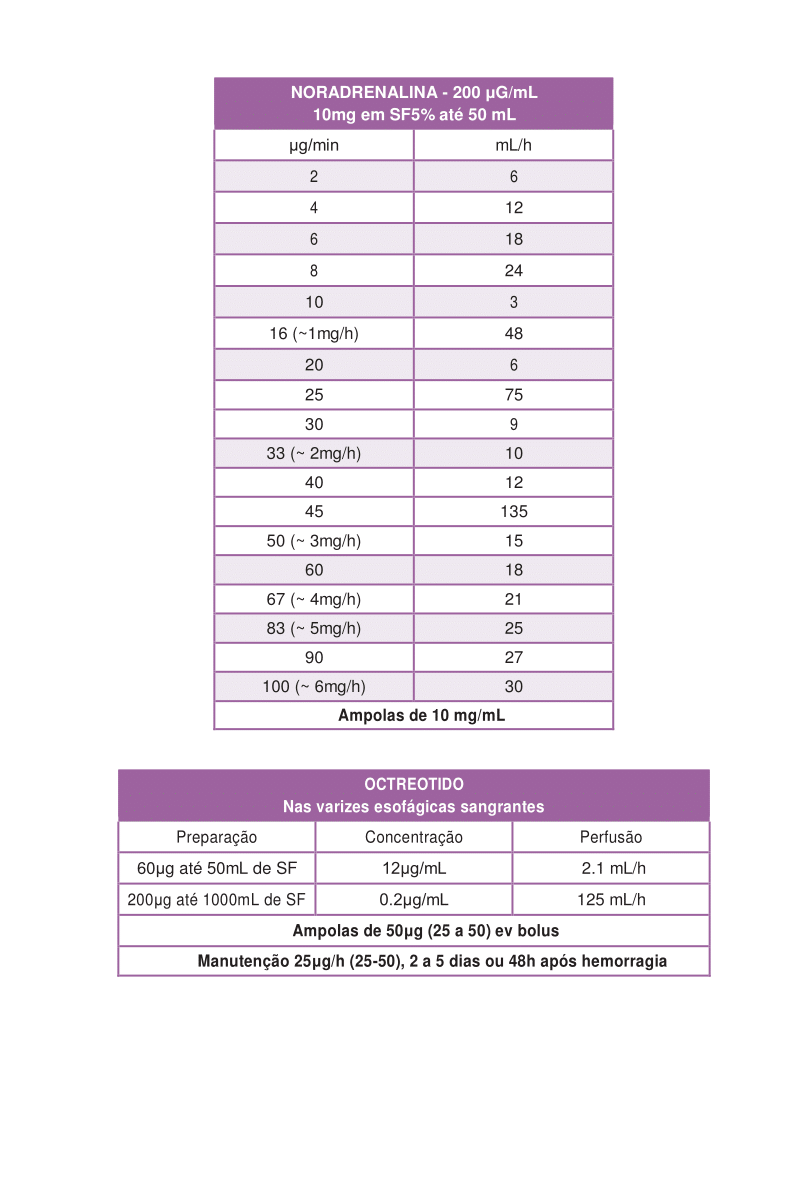 NORADRENALINA - 200 µG/mL
10mg em SF5% até 50 mL
µg/min mL/h
2 6
4 12
6 18
8 24
10 3
16 (~1mg/h) 48
20 6
25 75
30 9
33 (~ 2mg/h) 10
40 12
45 135
50 (~ 3mg/h) 15
60 18
67 (~ 4mg/h) 21
83 (~ 5mg/h) 25
90 27
100 (~ 6mg/h) 30
Ampolas de 10 mg/mL
OCTREOTIDO
Nas varizes esofágicas sangrantes
Preparação Concentração Perfusão
60µg até 50mL de SF 12µg/mL 2.1 mL/h
200µg até 1000mL de SF 0.2µg/mL 125 mL/h
Ampolas de 50µg (25 a 50) ev bolus
Manutenção 25µg/h (25-50), 2 a 5 dias ou 48h após hemorragia